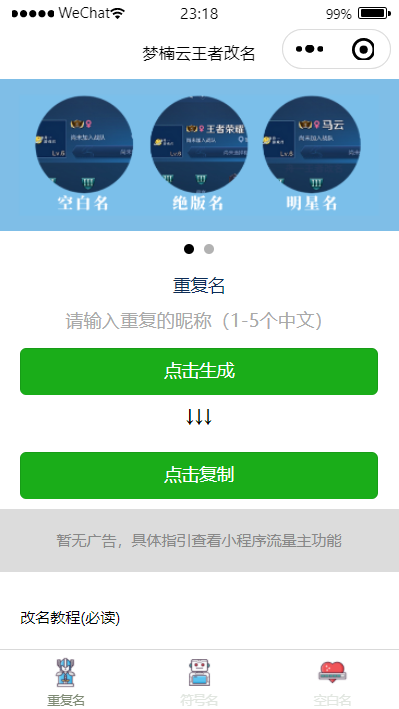 WeChat 23:18 99%
梦楠云王者改名
尚未加入战队
王者荣耀
尚未加入战队
马云
尚未加入战队
Lv.6
Lv.6
Lv.6
空白名 绝版名 明星名
重复名
请输入重复的昵称（1-5个中文）
点击生成
↓↓↓
点击复制
暂无广告，具体指引查看小程序流量主功能
改名教程(必读)
重复名 符号名 空白名